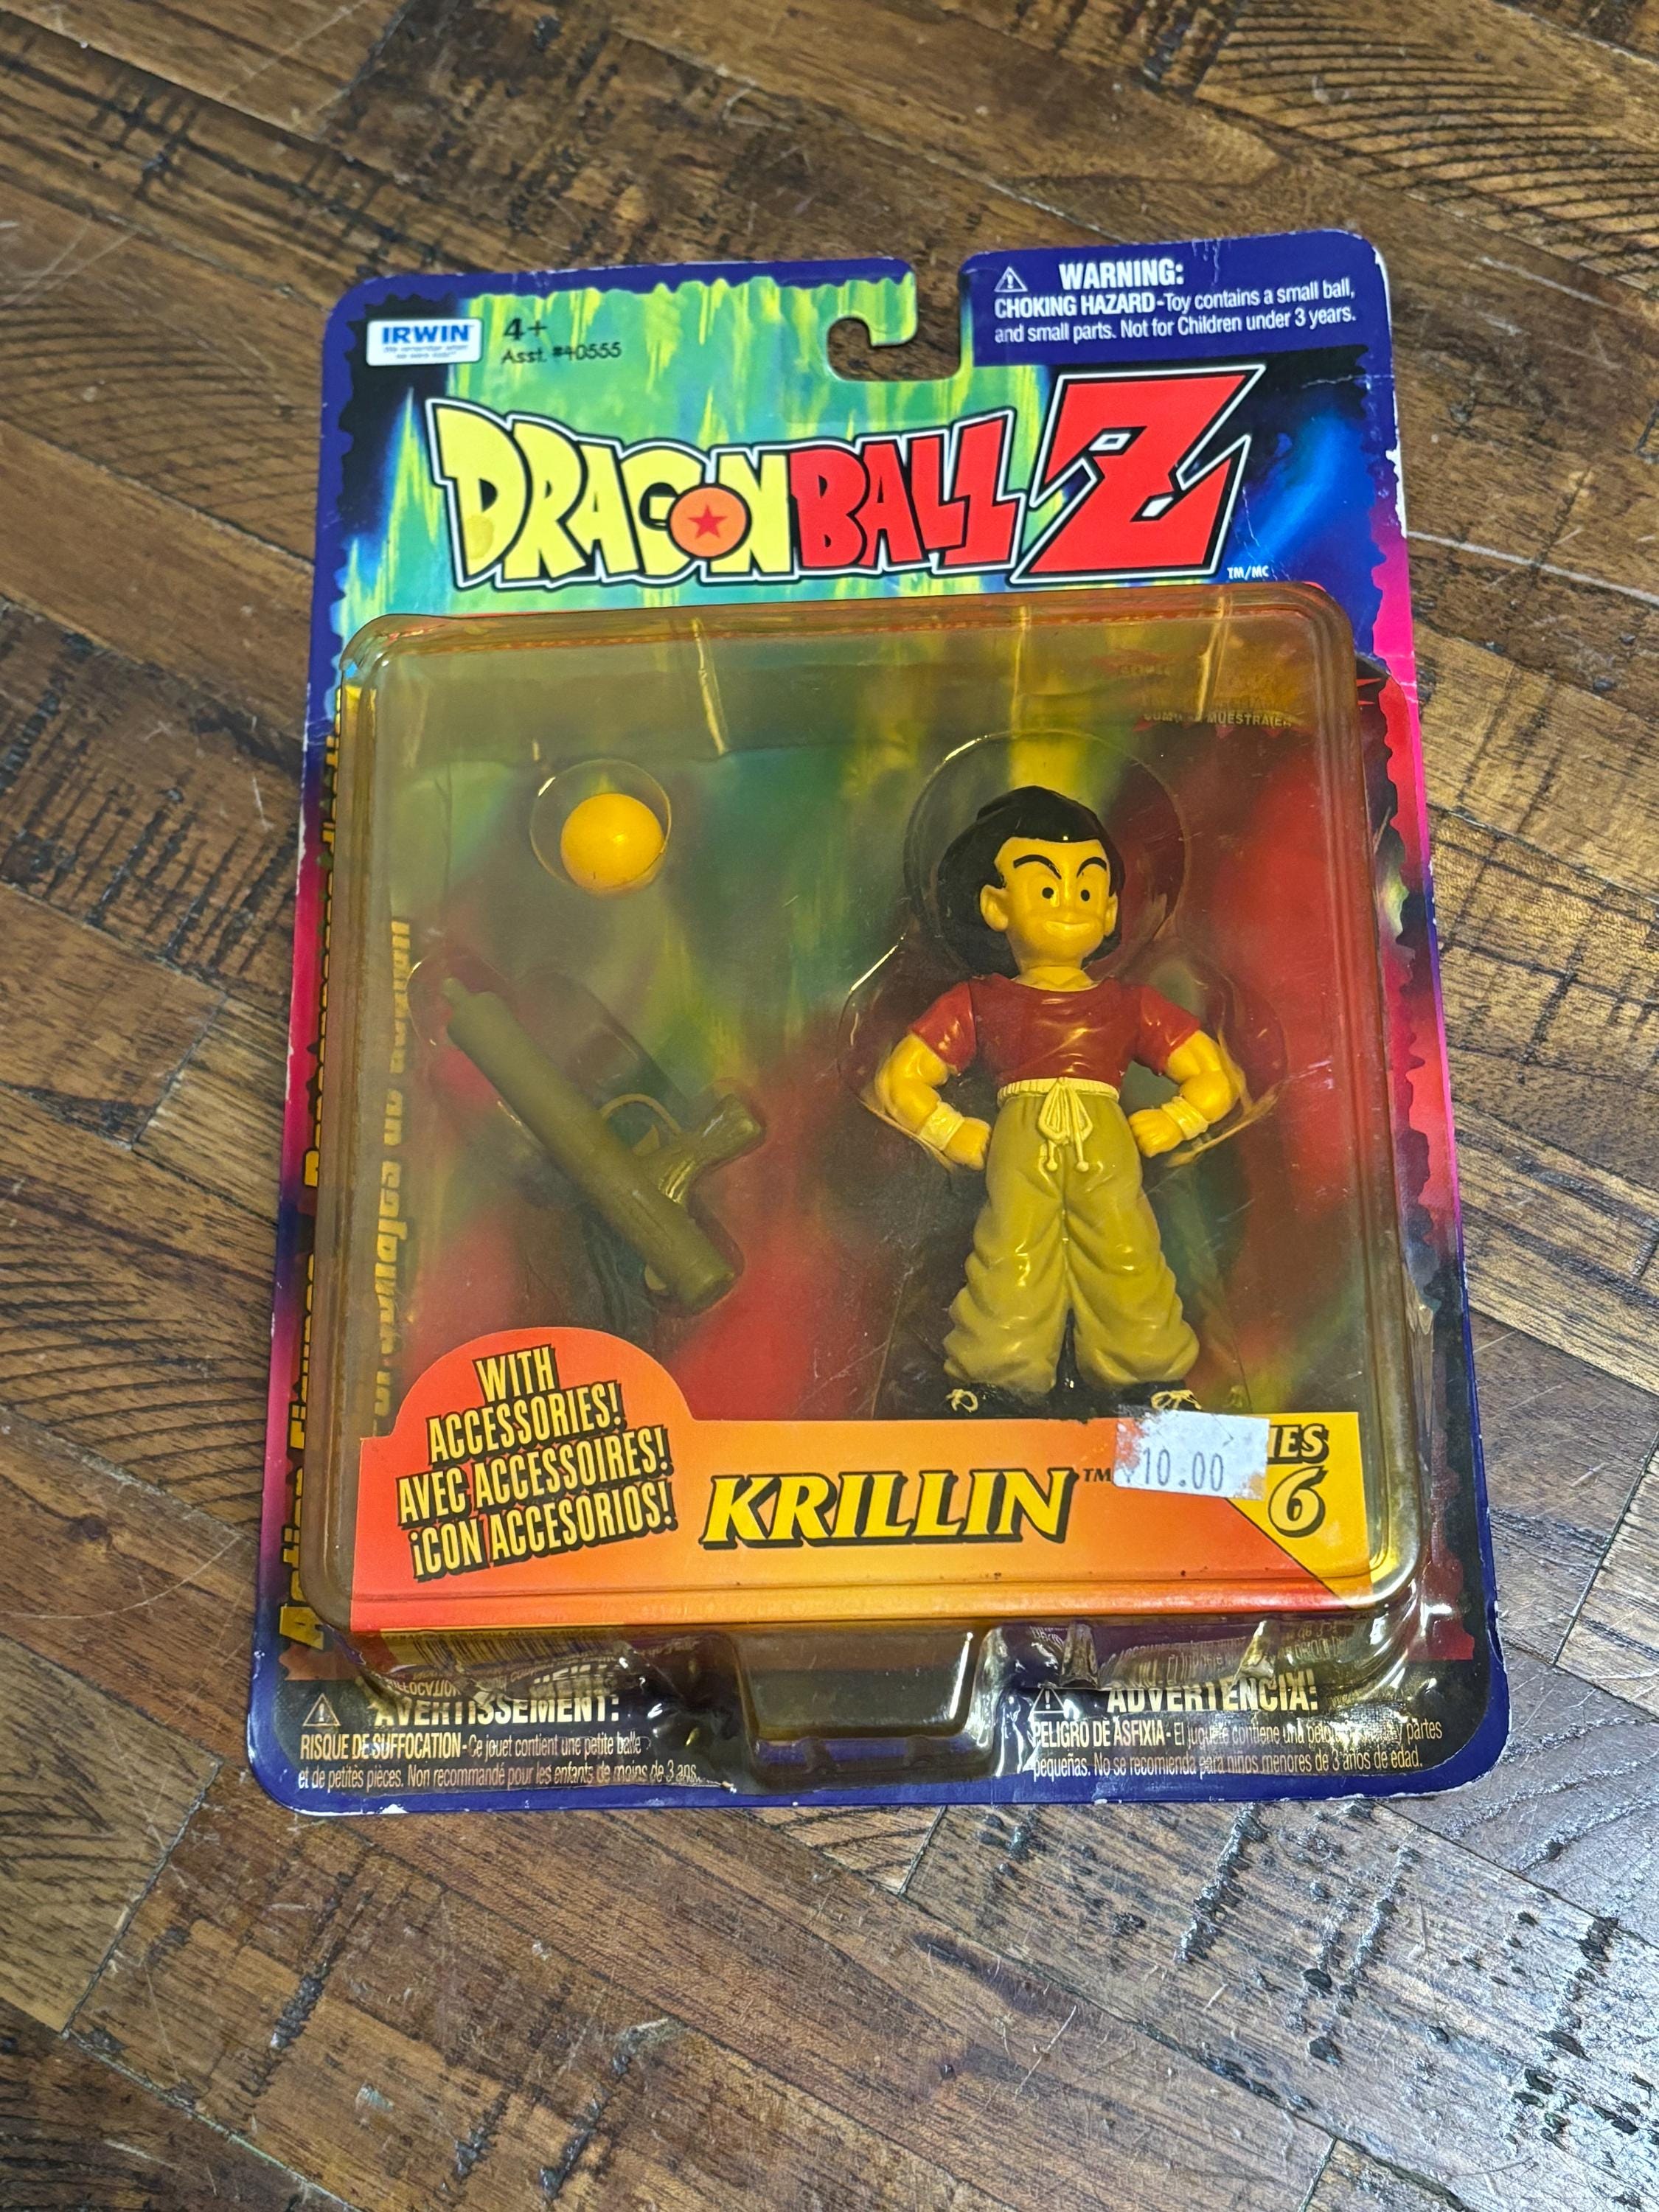 IRWIN
4+
Asst. #40555
WARNING:
CHOKING HAZARD-Toy contains a small ball,
and small parts. Not for Children under 3 years.
DRAGONBALL Z
TM/MC
MUESTRA
WITH
ACCESSORIES!
AVEC ACCESSOIRES!
¡CON ACCESORIOS!
KRILLIN™
$10.00
6
AVERTISSEMENT:
RISQUE DE SUFFOCATION-Ce jouet contient une petite balle
et de petites pièces. Non recommandé pour les enfants de moins de 3 ans.
ADVERTENCIA!
PELIGRO DE ASFIXIA- El juguete contiene una partes
pequeñas. No se recomienda para niños menores de 3 años de edad.